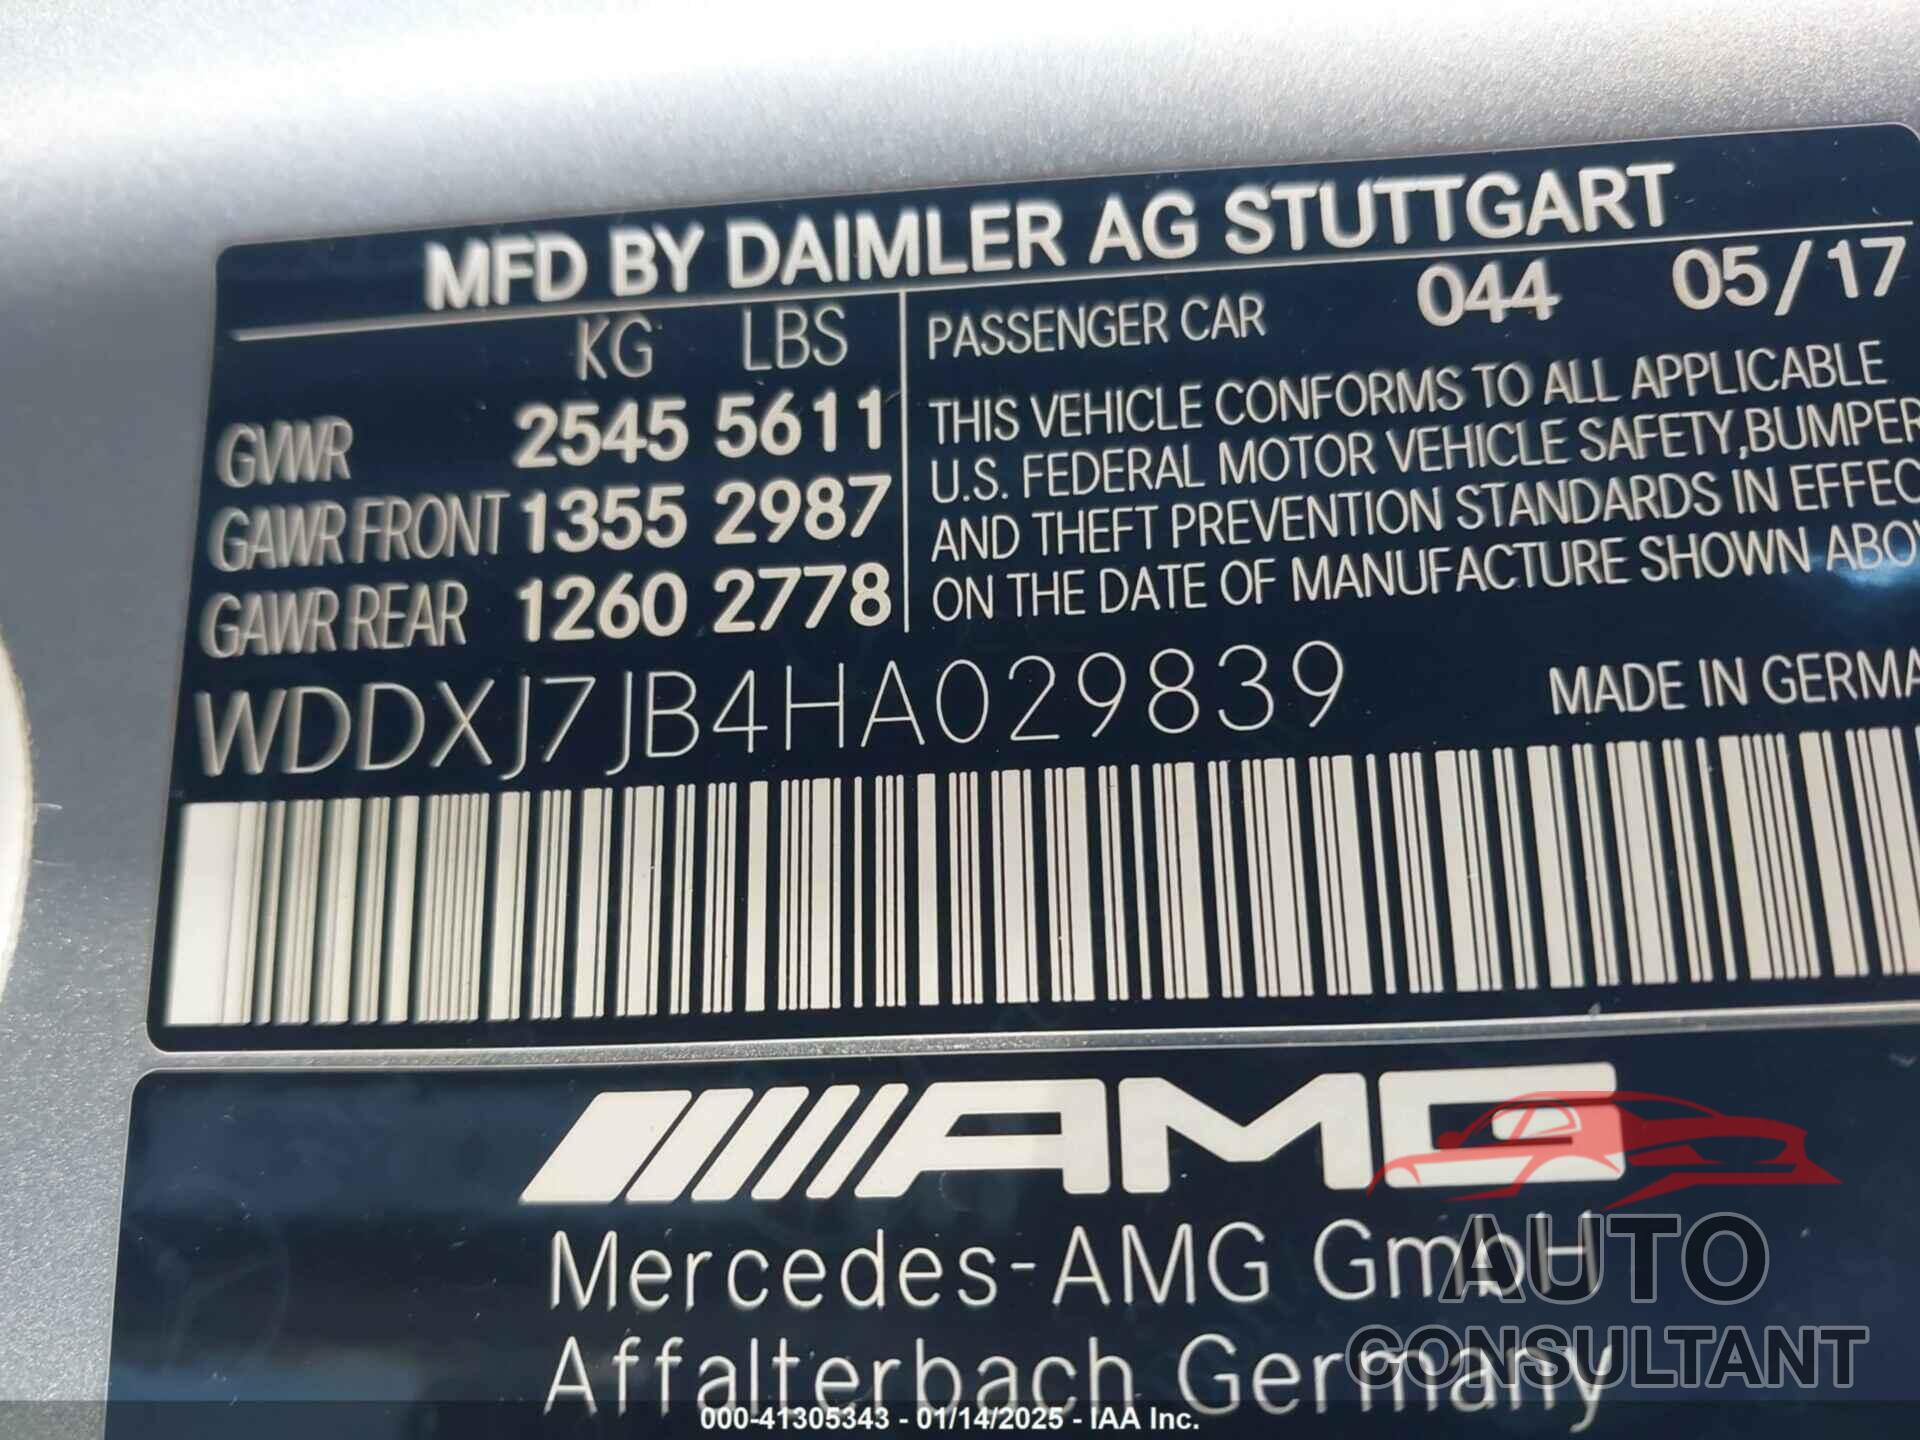 MFD BY DAIMLER AG STUTTGART
KG LBS
GVWR 2545 5611
GAWR FRONT 1355 2987
GAWR REAR 1260 2778
PASSENGER CAR 044 05/17
THIS VEHICLE CONFORMS TO ALL APPLICABLE
U.S. FEDERAL MOTOR VEHICLE SAFETY,BUMPER
AND THEFT PREVENTION STANDARDS IN EFFEC
ON THE DATE OF MANUFACTURE SHOWN ABO
WDDXJ7JB4HA029839
MADE IN GERMA
AMG
Mercedes-AMG GmbH
Affalterbach Germany
AUTO
CONSULTANT
000-41305343 - 01/14/2025 - IAA Inc.